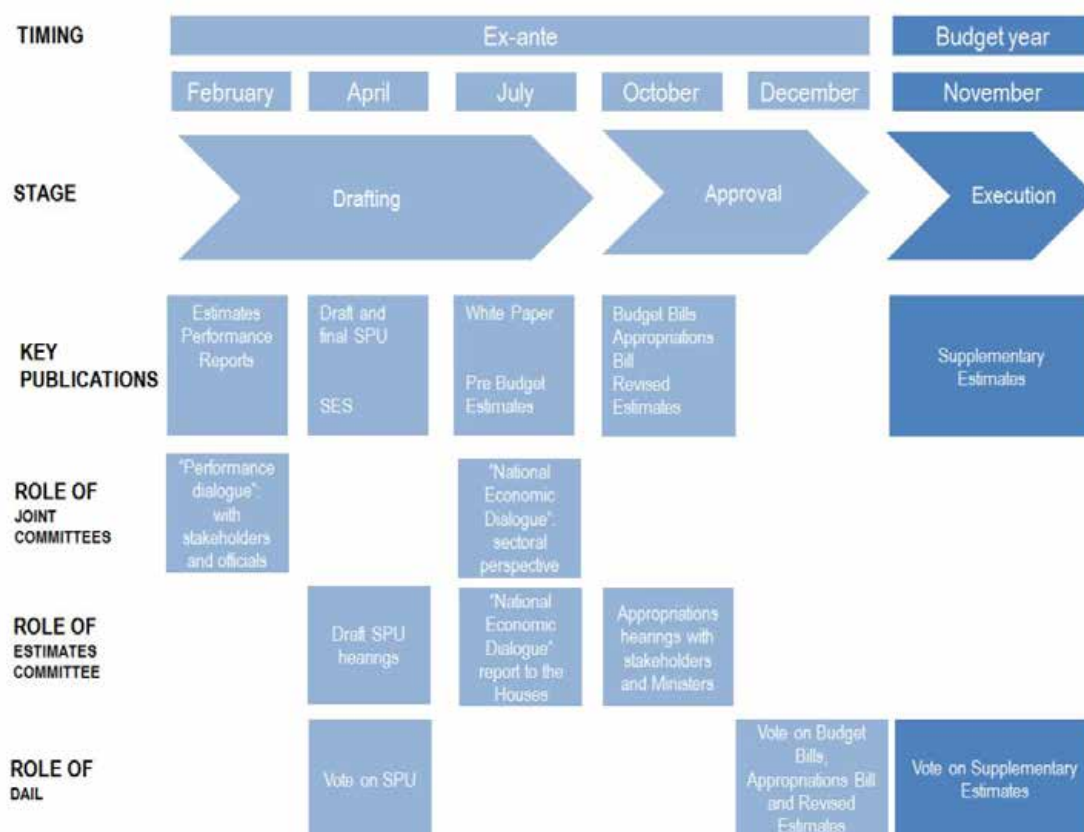 TIMING
Ex-ante
Budget year
February
April
July
October
December
November
STAGE
Drafting
Approval
Execution
KEY
PUBLICATIONS
Estimates
Performance
Reports
Draft and
final SPU
SES
White Paper
Pre Budget
Estimates
Budget Bills
Appropriations
Bill
Revised
Estimates
Supplementary
Estimates
ROLE OF
JOINT
COMMITTEES
"Performance
dialogue":
with
stakeholders
and officials
"National
Economic
Dialogue":
sectoral
perspective
ROLE OF
ESTIMATES
COMMITTEE
Draft SPU
hearings
"National
Economic
Dialogue"
report to the
Houses
Appropriations
hearings with
stakeholders
and Ministers
ROLE OF
DAIL
Vote on SPU
Vote on Budget
Bills,
Appropriations Bill
and Revised
Estimates
Vote on Supplementary
Estimates